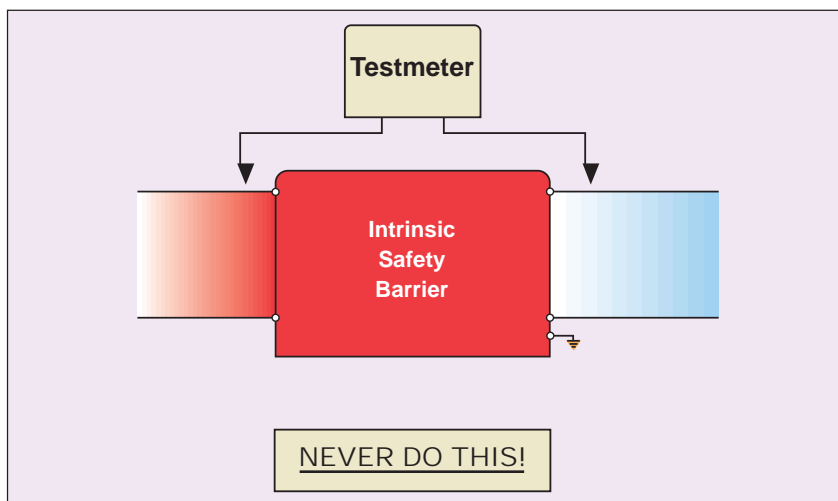 Testmeter
Intrinsic
Safety
Barrier
NEVER DO THIS!